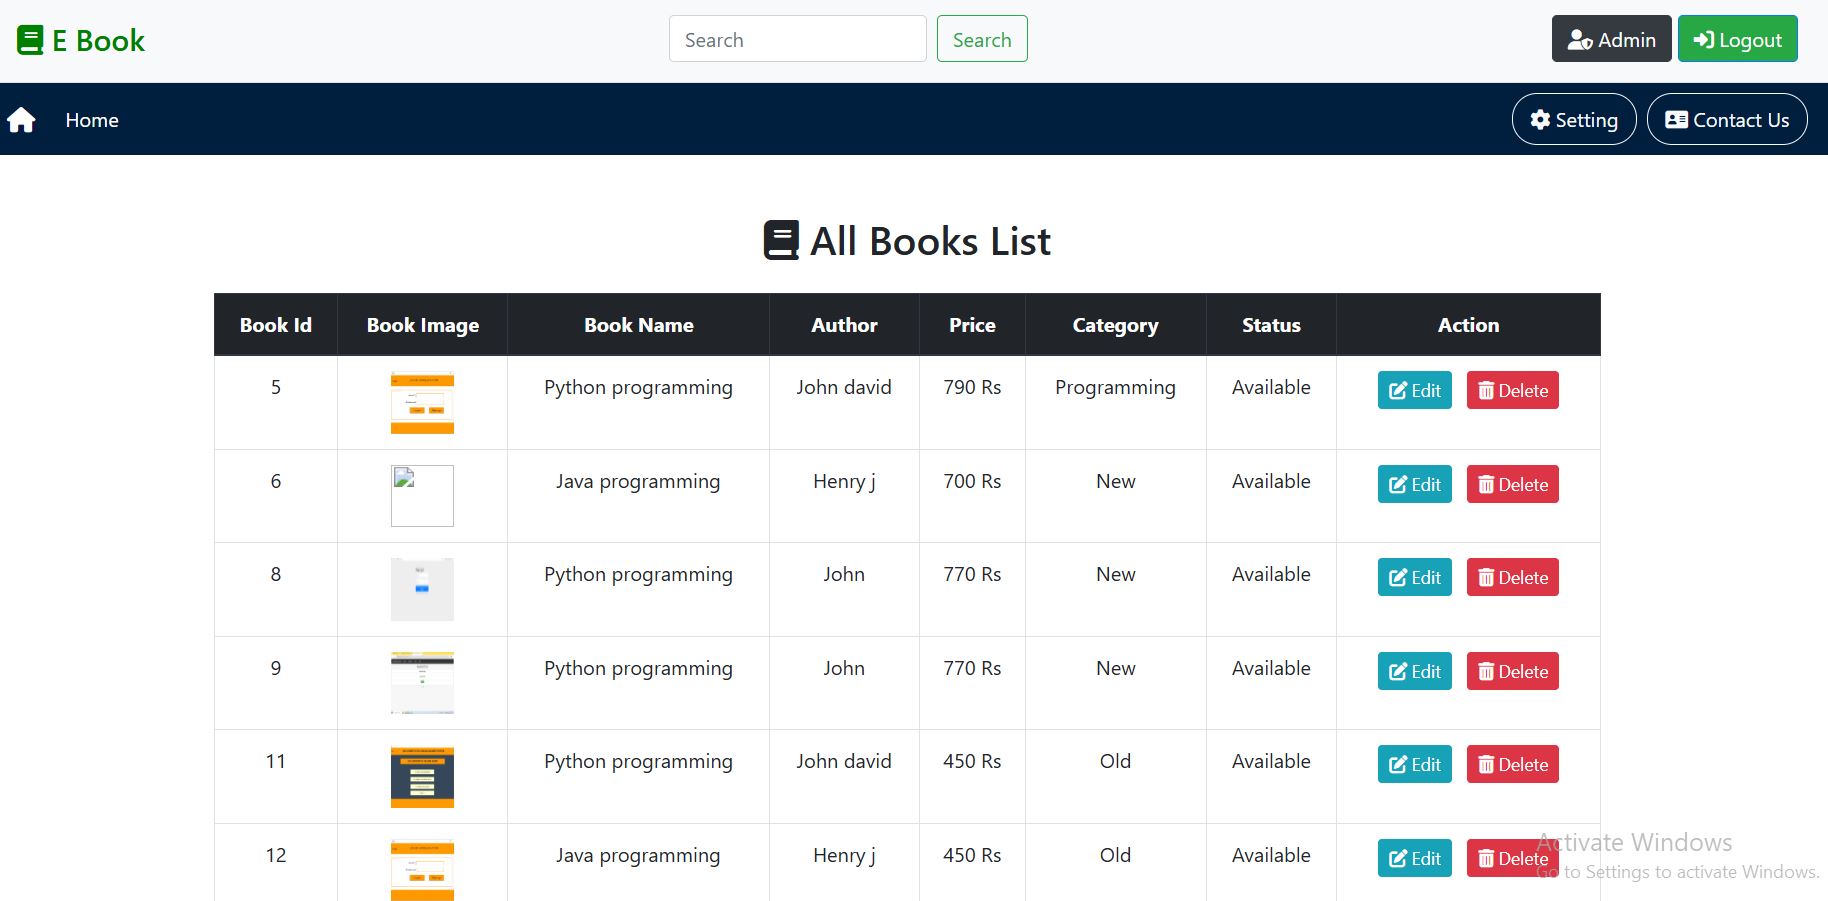 E Book
Search Search
Admin Logout
Home Setting Contact Us
All Books List
Book Id Book Image Book Name Author Price Category Status Action
5 Python programming John david 790 Rs Programming Available Edit Delete
6 Java programming Henry j 700 Rs New Available Edit Delete
8 Python programming John 770 Rs New Available Edit Delete
9 Python programming John 770 Rs New Available Edit Delete
11 Python programming John david 450 Rs Old Available Edit Delete
12 Java programming Henry j 450 Rs Old Available Edit Delete
Activate Windows
Go to Settings to activate Windows.